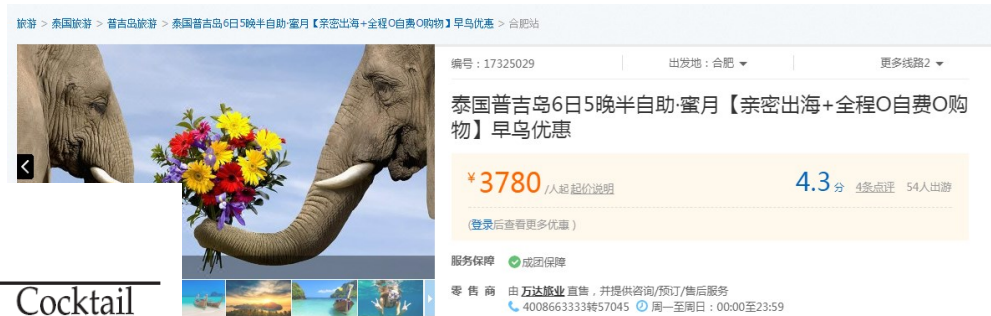 旅游 > 泰国旅游 > 普吉岛旅游 > 泰国普吉岛6日5晚半自助·蜜月【亲密出海+全程O自费O购物】早鸟优惠 > 合肥站
编号：17325029 出发地：合肥 更多线路2
泰国普吉岛6日5晚半自助·蜜月【亲密出海+全程O自费O购
物】早鸟优惠
¥3780/人起 起价说明 4.3分 4条点评 54人出游
(登录后查看更多优惠)
服务保障 成团保障
零售商 由 万达旅业 直售，并提供咨询/预订/售后服务
4008663333转57045 周一至周日：00:00至23:59
Cocktail